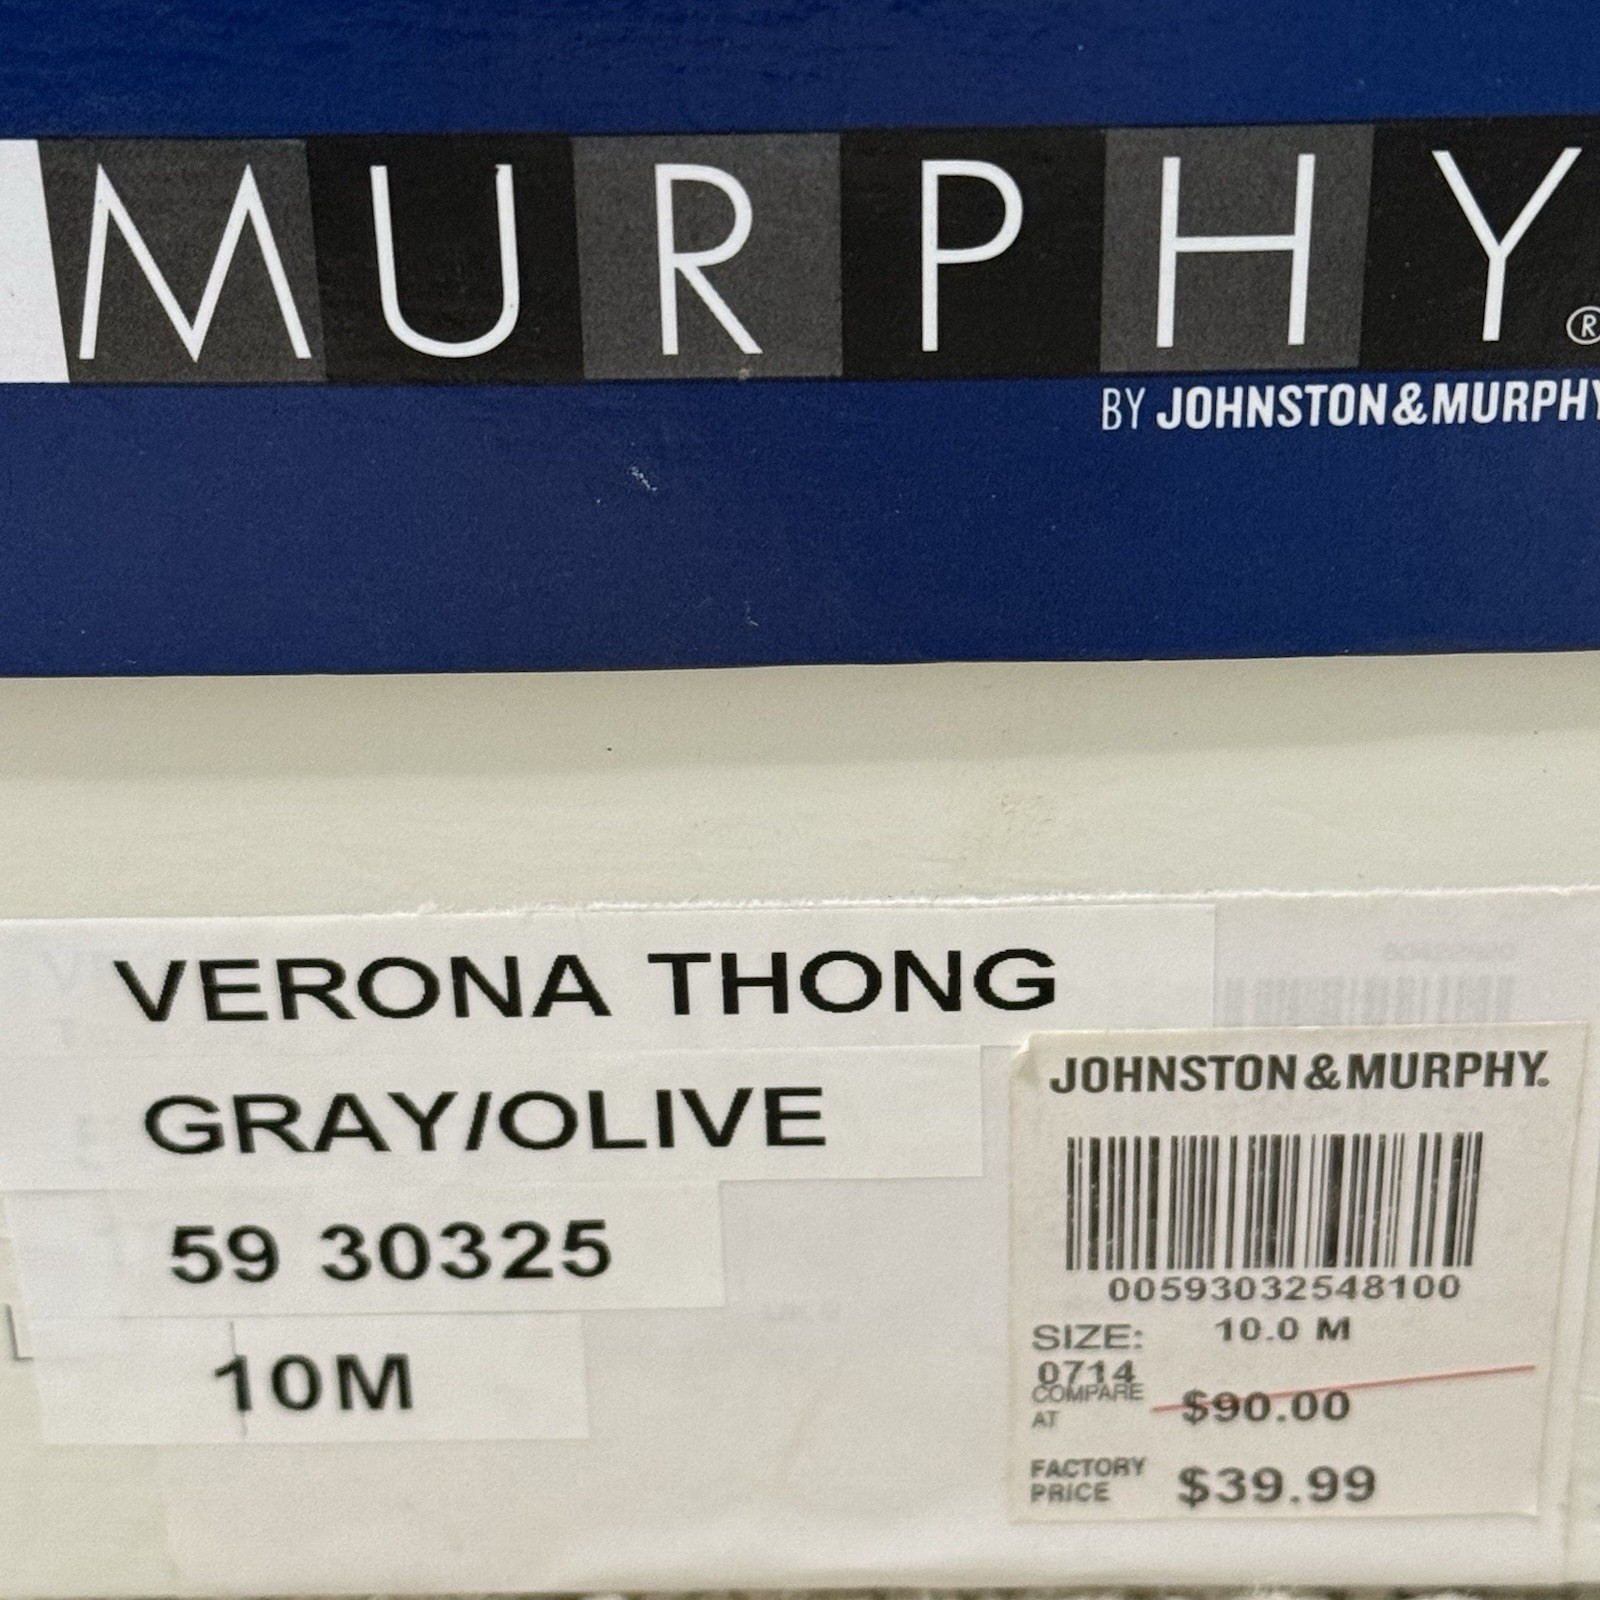 MURPHY®
BY JOHNSTON&MURPHY
VERONA THONG
GRAY/OLIVE
59 30325
10M
JOHNSTON&MURPHY.
00593032548100
SIZE: 10.0 M
0714
COMPARE AT $90.00
FACTORY PRICE $39.99